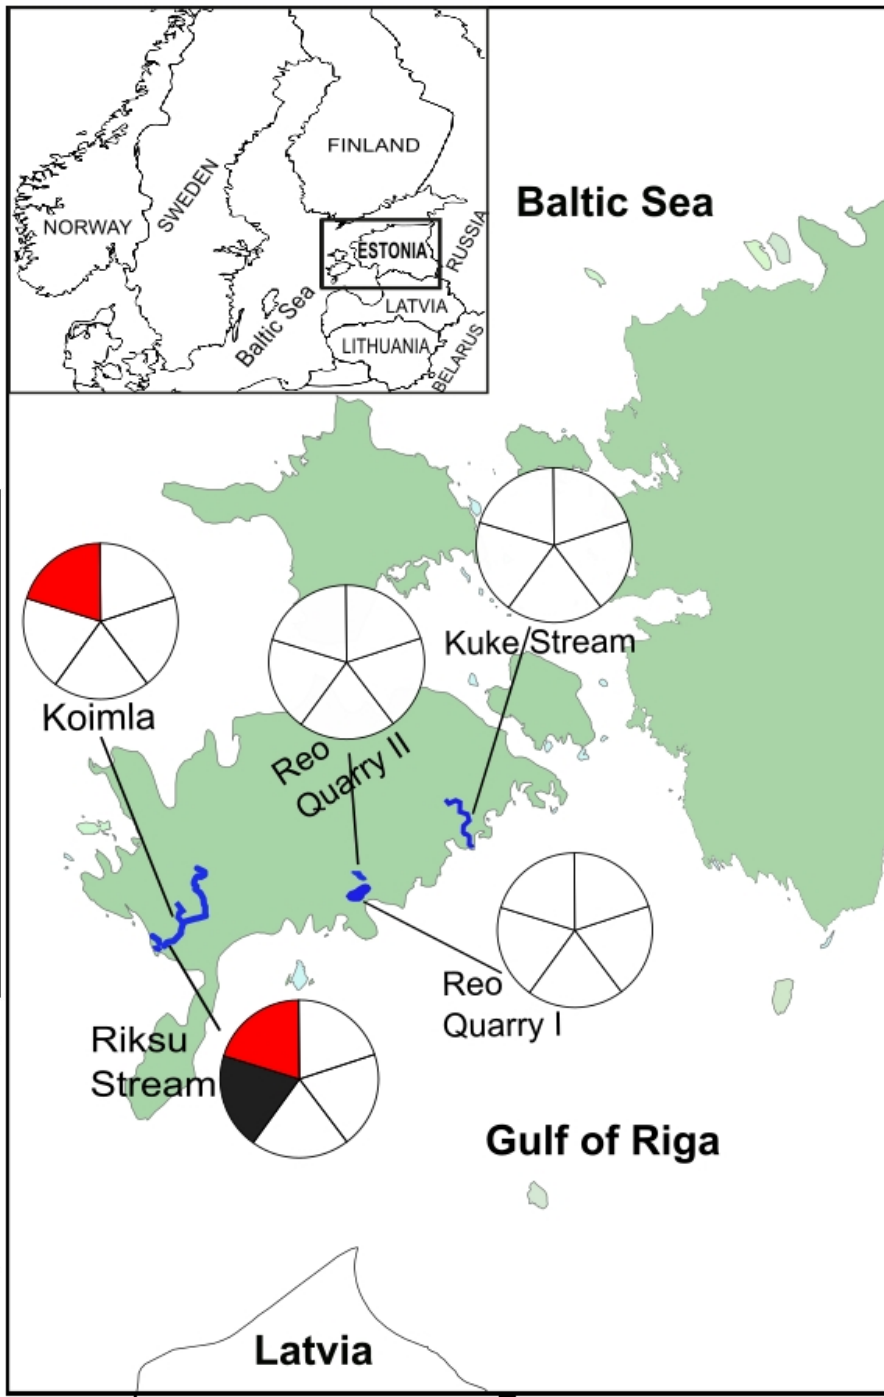 FINLAND
SWEDEN
NORWAY
ESTONIA
RUSSIA
Baltic Sea
LATVIA
LITHUANIA
BELARUS
Baltic Sea
Kuke Stream
Koimla
Reo
Quarry II
Reo
Quarry I
Riksu
Stream
Gulf of Riga
Latvia